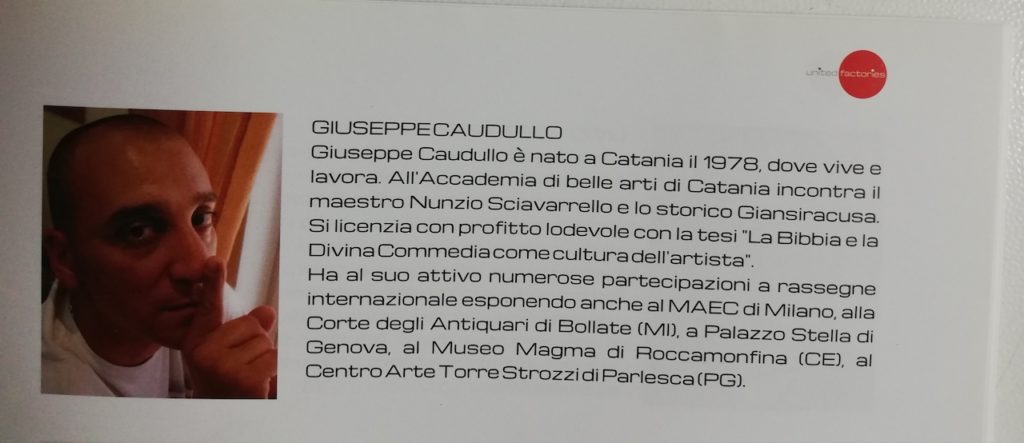 united factories
GIUSEPPE CAUDULLO
Giuseppe Caudullo è nato a Catania il 1978, dove vive e
lavora. All'Accademia di belle arti di Catania incontra il
maestro Nunzio Sciavarrello e lo storico Giansiracusa.
Si licenzia con profitto lodevole con la tesi "La Bibbia e la
Divina Commedia come cultura dell'artista".
Ha al suo attivo numerose partecipazioni a rassegne
internazionale esponendo anche al MAEC di Milano, alla
Corte degli Antiquari di Bollate (MI), a Palazzo Stella di
Genova, al Museo Magma di Roccamonfina (CE), al
Centro Arte Torre Strozzi di Parlesca (PG).